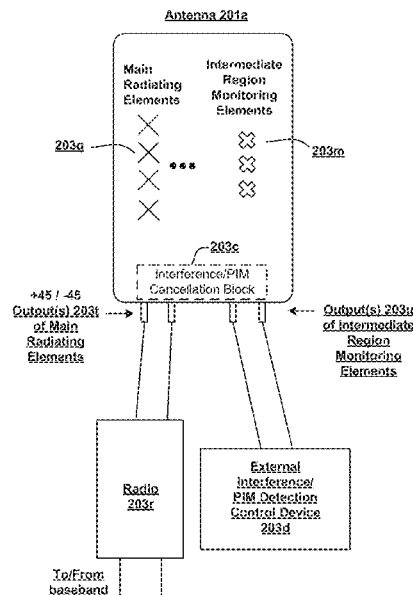 Antenna 201a
Main
Radiating
Elements
Intermediate
Region
Monitoring
Elements
203a
203m
203c
Interference/PIM
Cancellation Block
+45 / -45
Output(s) 203t
of Main
Radiating
Elements
Output(s) 203u
of Intermediate
Region
Monitoring
Elements
Radio
203r
External
Interference/
PIM Detection
Control Device
203d
To/From
baseband